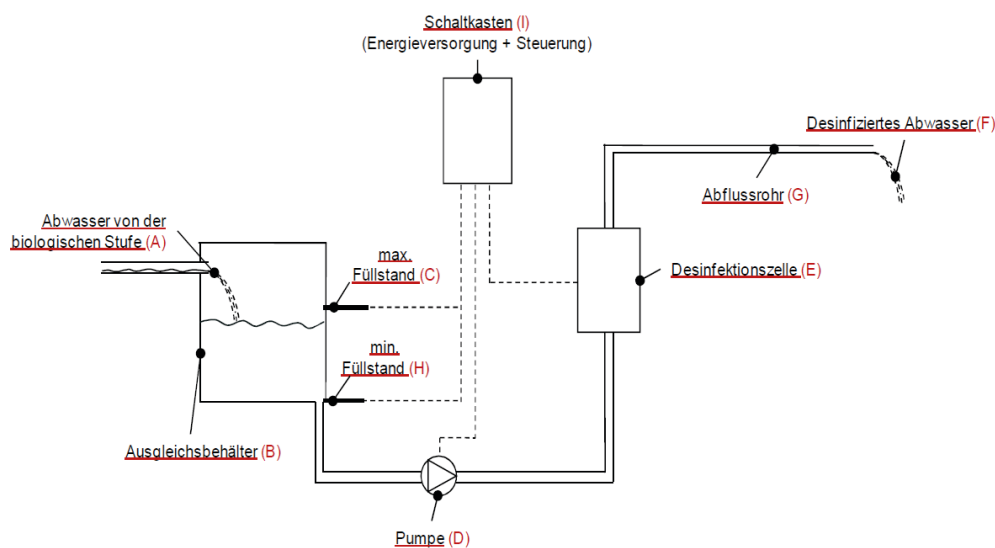 Schaltkasten (I)
(Energieversorgung + Steuerung)
Desinfiziertes Abwasser (F)
Abflussrohr (G)
Abwasser von der
biologischen Stufe (A)
max.
Füllstand (C)
Desinfektionszelle (E)
min.
Füllstand (H)
Ausgleichsbehälter (B)
Pumpe (D)